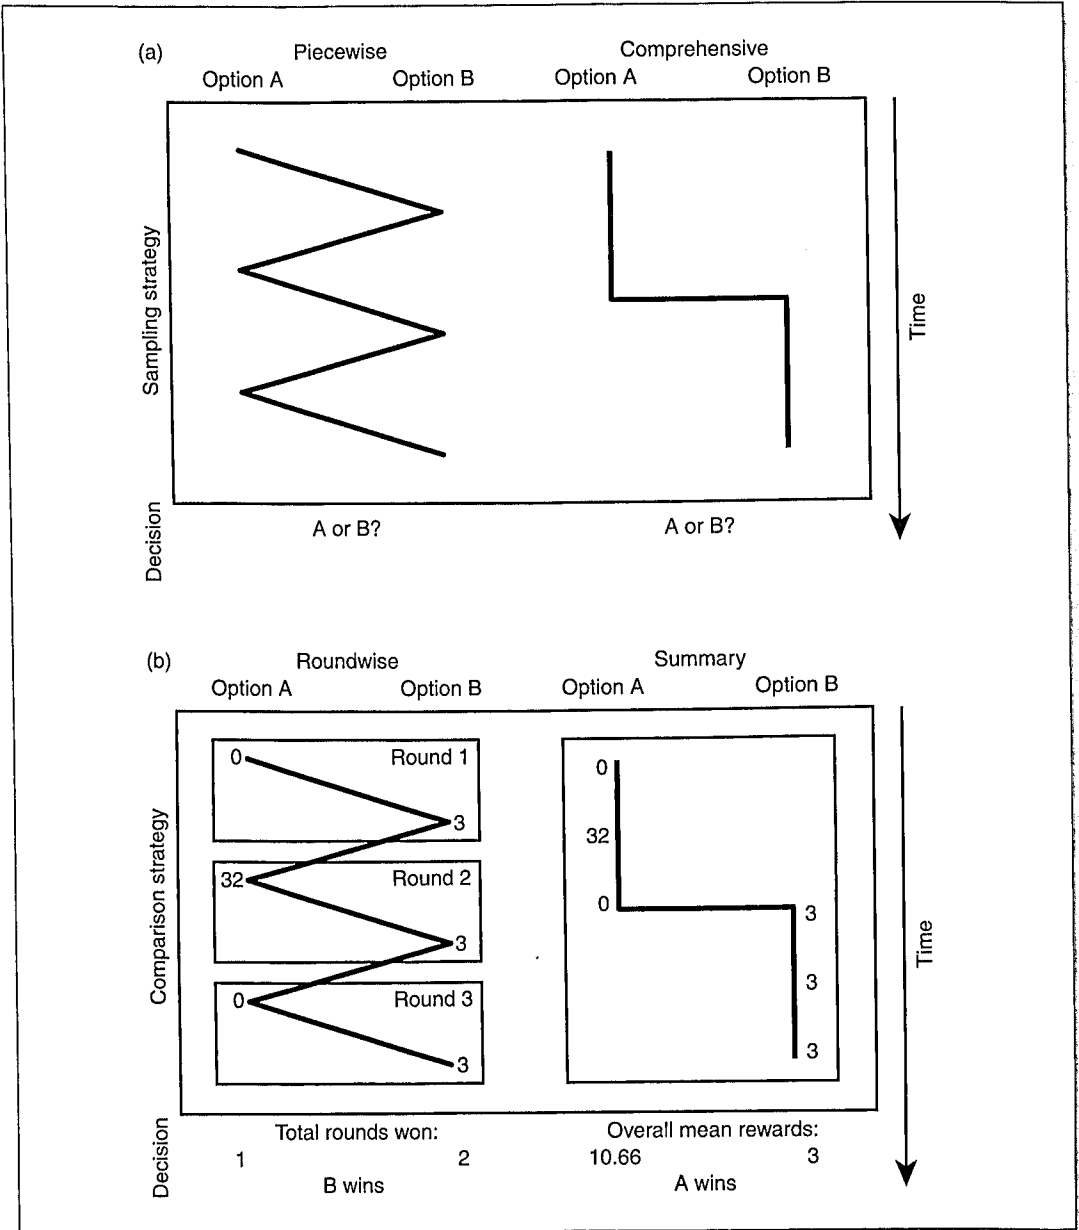 (a)
Piecewise Comprehensive
Option A Option B Option A Option B
Sampling strategy
Time
Decision
A or B? A or B?
(b)
Roundwise Summary
Option A Option B Option A Option B
Comparison strategy
0 Round 1
3
32 Round 2
3
0 Round 3
3
0
32
0
3
3
3
Time
Decision
Total rounds won: Overall mean rewards:
1 2 10.66 3
B wins A wins